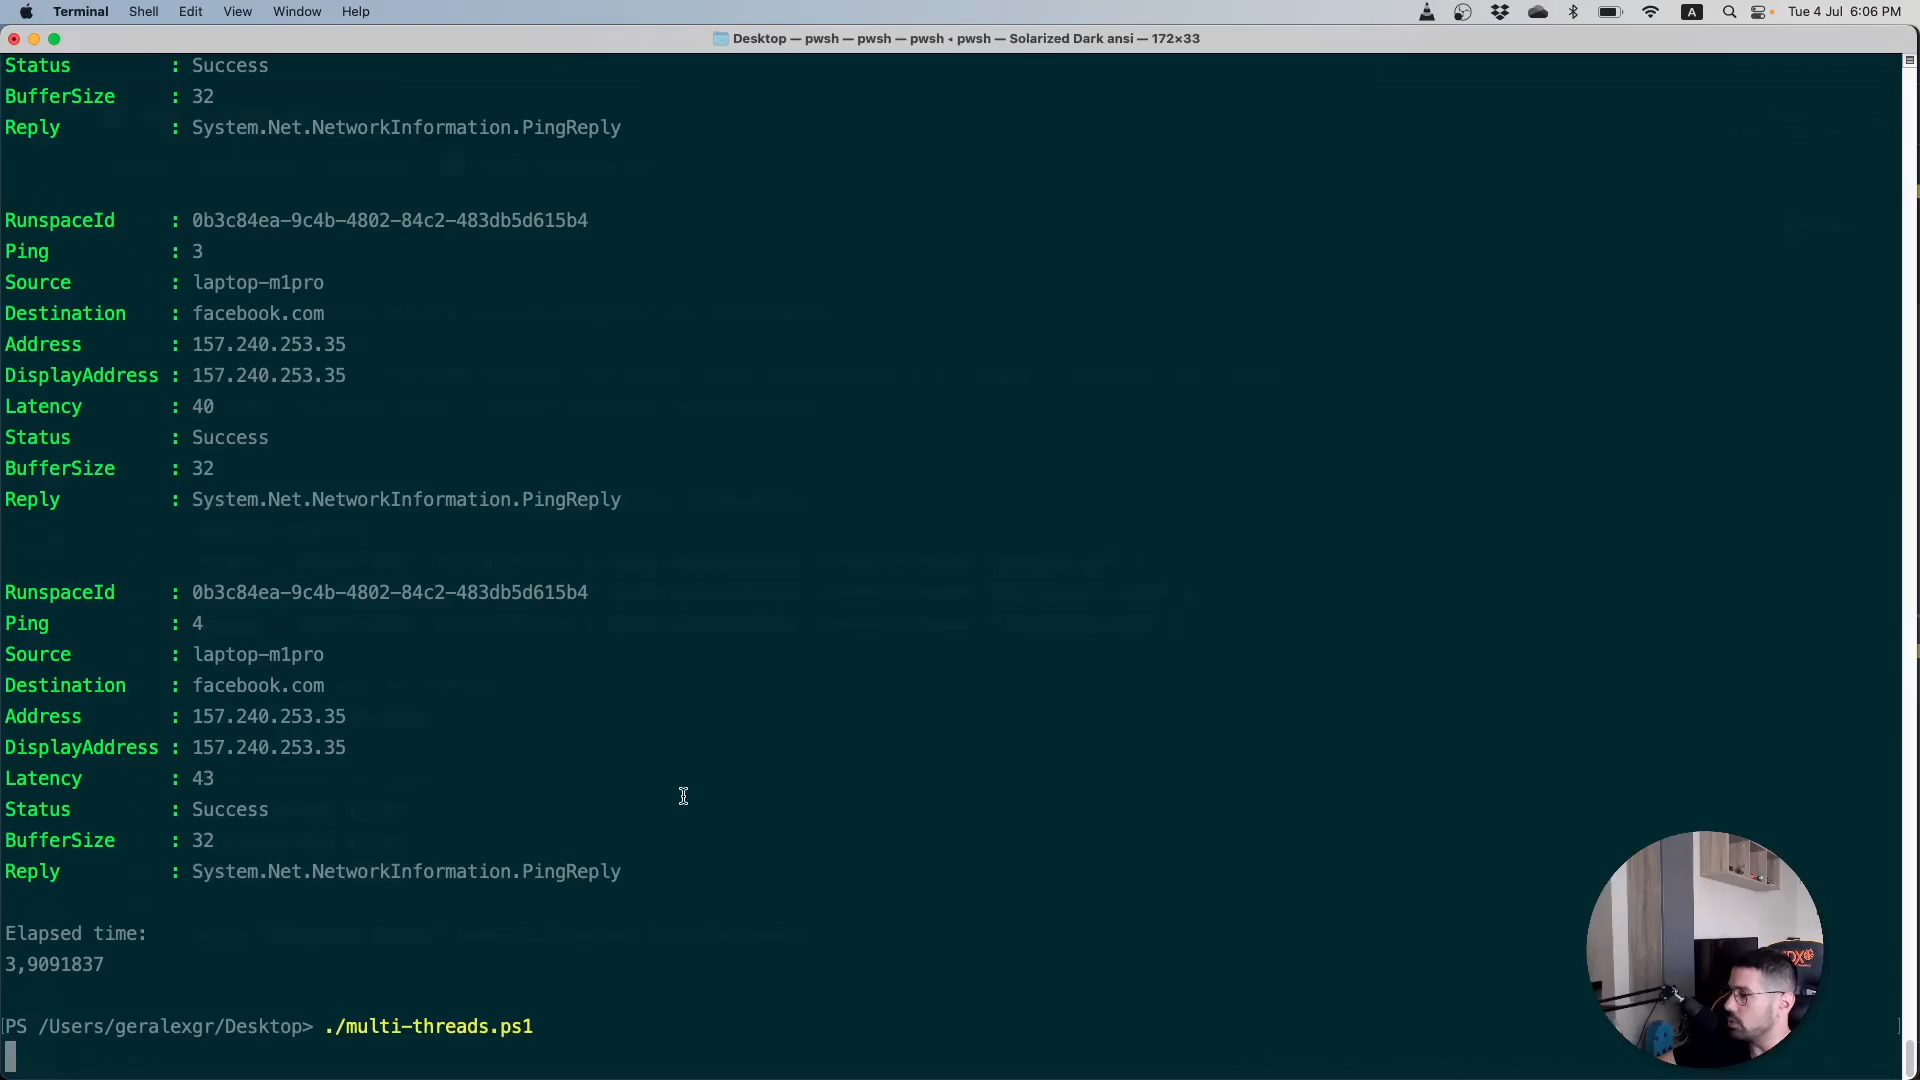 Terminal Shell Edit View Window Help
A Tue 4 Jul 6:06 PM
Desktop — pwsh — pwsh — pwsh ◂ pwsh — Solarized Dark ansi — 172×33
Status : Success
BufferSize : 32
Reply : System.Net.NetworkInformation.PingReply
RunspaceId : 0b3c84ea-9c4b-4802-84c2-483db5d615b4
Ping : 3
Source : laptop-m1pro
Destination : facebook.com
Address : 157.240.253.35
DisplayAddress : 157.240.253.35
Latency : 40
Status : Success
BufferSize : 32
Reply : System.Net.NetworkInformation.PingReply
RunspaceId : 0b3c84ea-9c4b-4802-84c2-483db5d615b4
Ping : 4
Source : laptop-m1pro
Destination : facebook.com
Address : 157.240.253.35
DisplayAddress : 157.240.253.35
Latency : 43
Status : Success
BufferSize : 32
Reply : System.Net.NetworkInformation.PingReply
Elapsed time:
3,9091837
[PS /Users/geralexgr/Desktop> ./multi-threads.ps1 ]